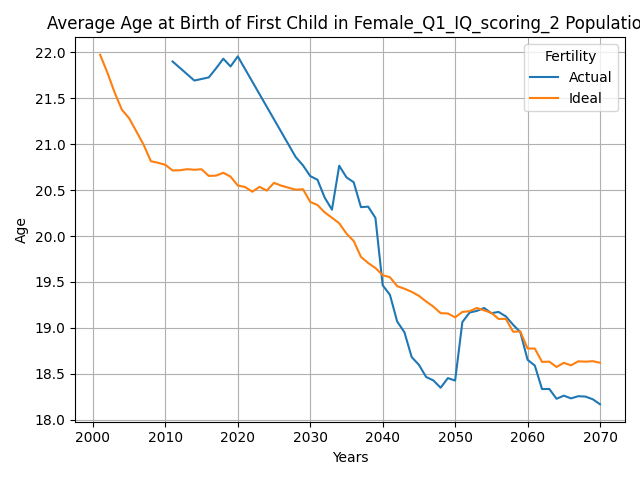 Average Age at Birth of First Child in Female_Q1_IQ_scoring_2 Populatio
Fertility
Actual
Ideal
22.0
21.5
21.0
20.5
20.0
19.5
19.0
18.5
18.0
Age
2000 2010 2020 2030 2040 2050 2060 2070
Years